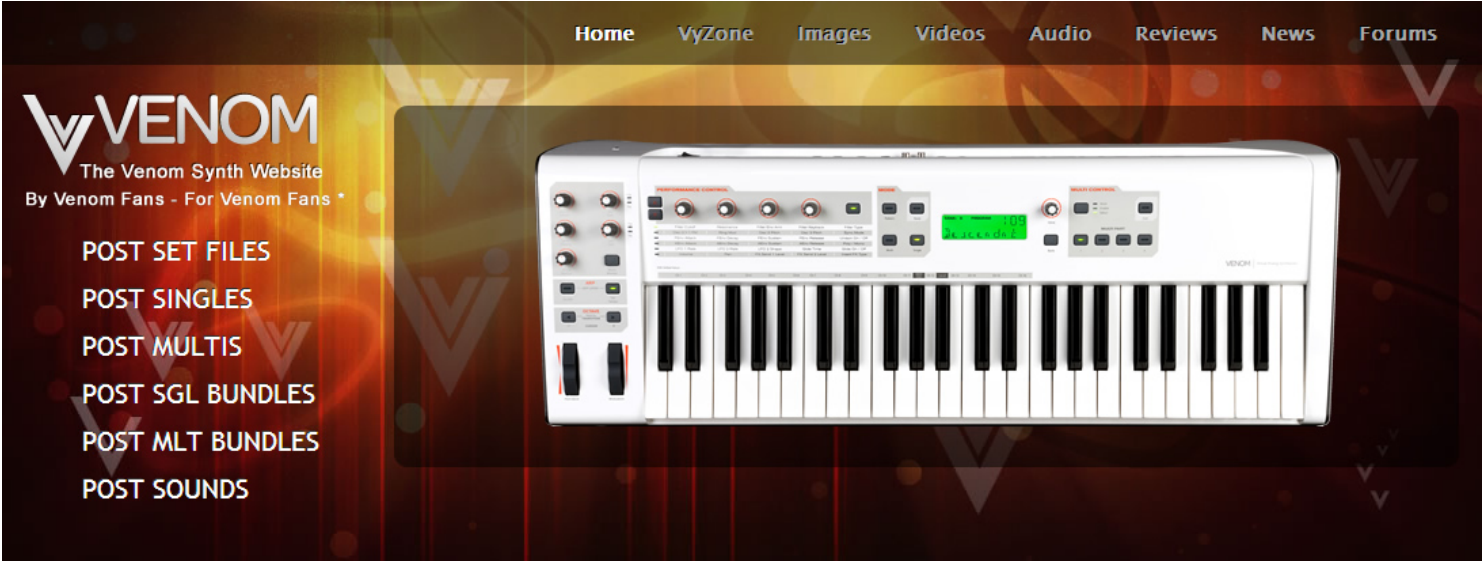 Home VyZone Images Videos Audio Reviews News Forums
VENOM
The Venom Synth Website
By Venom Fans - For Venom Fans *
POST SET FILES
POST SINGLES
POST MULTIS
POST SGL BUNDLES
POST MLT BUNDLES
POST SOUNDS
PERFORMANCE CONTROL
MODE
MULTI CONTROL
:09
Descendnt
VENOM